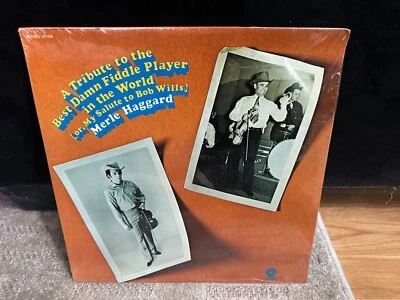 A Tribute to the
Best Damn Fiddle Player
in the World
(or, My Salute to Bob Wills)
Merle Haggard